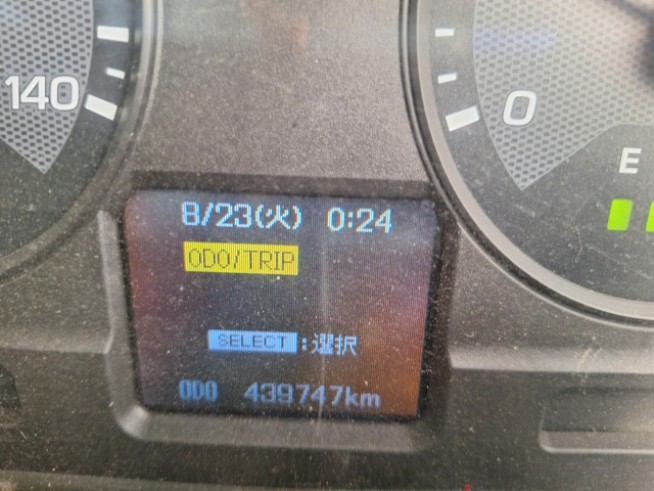 140
0
E
8/23(火) 0:24
ODO/TRIP
SELECT:選択
ODO 439747km